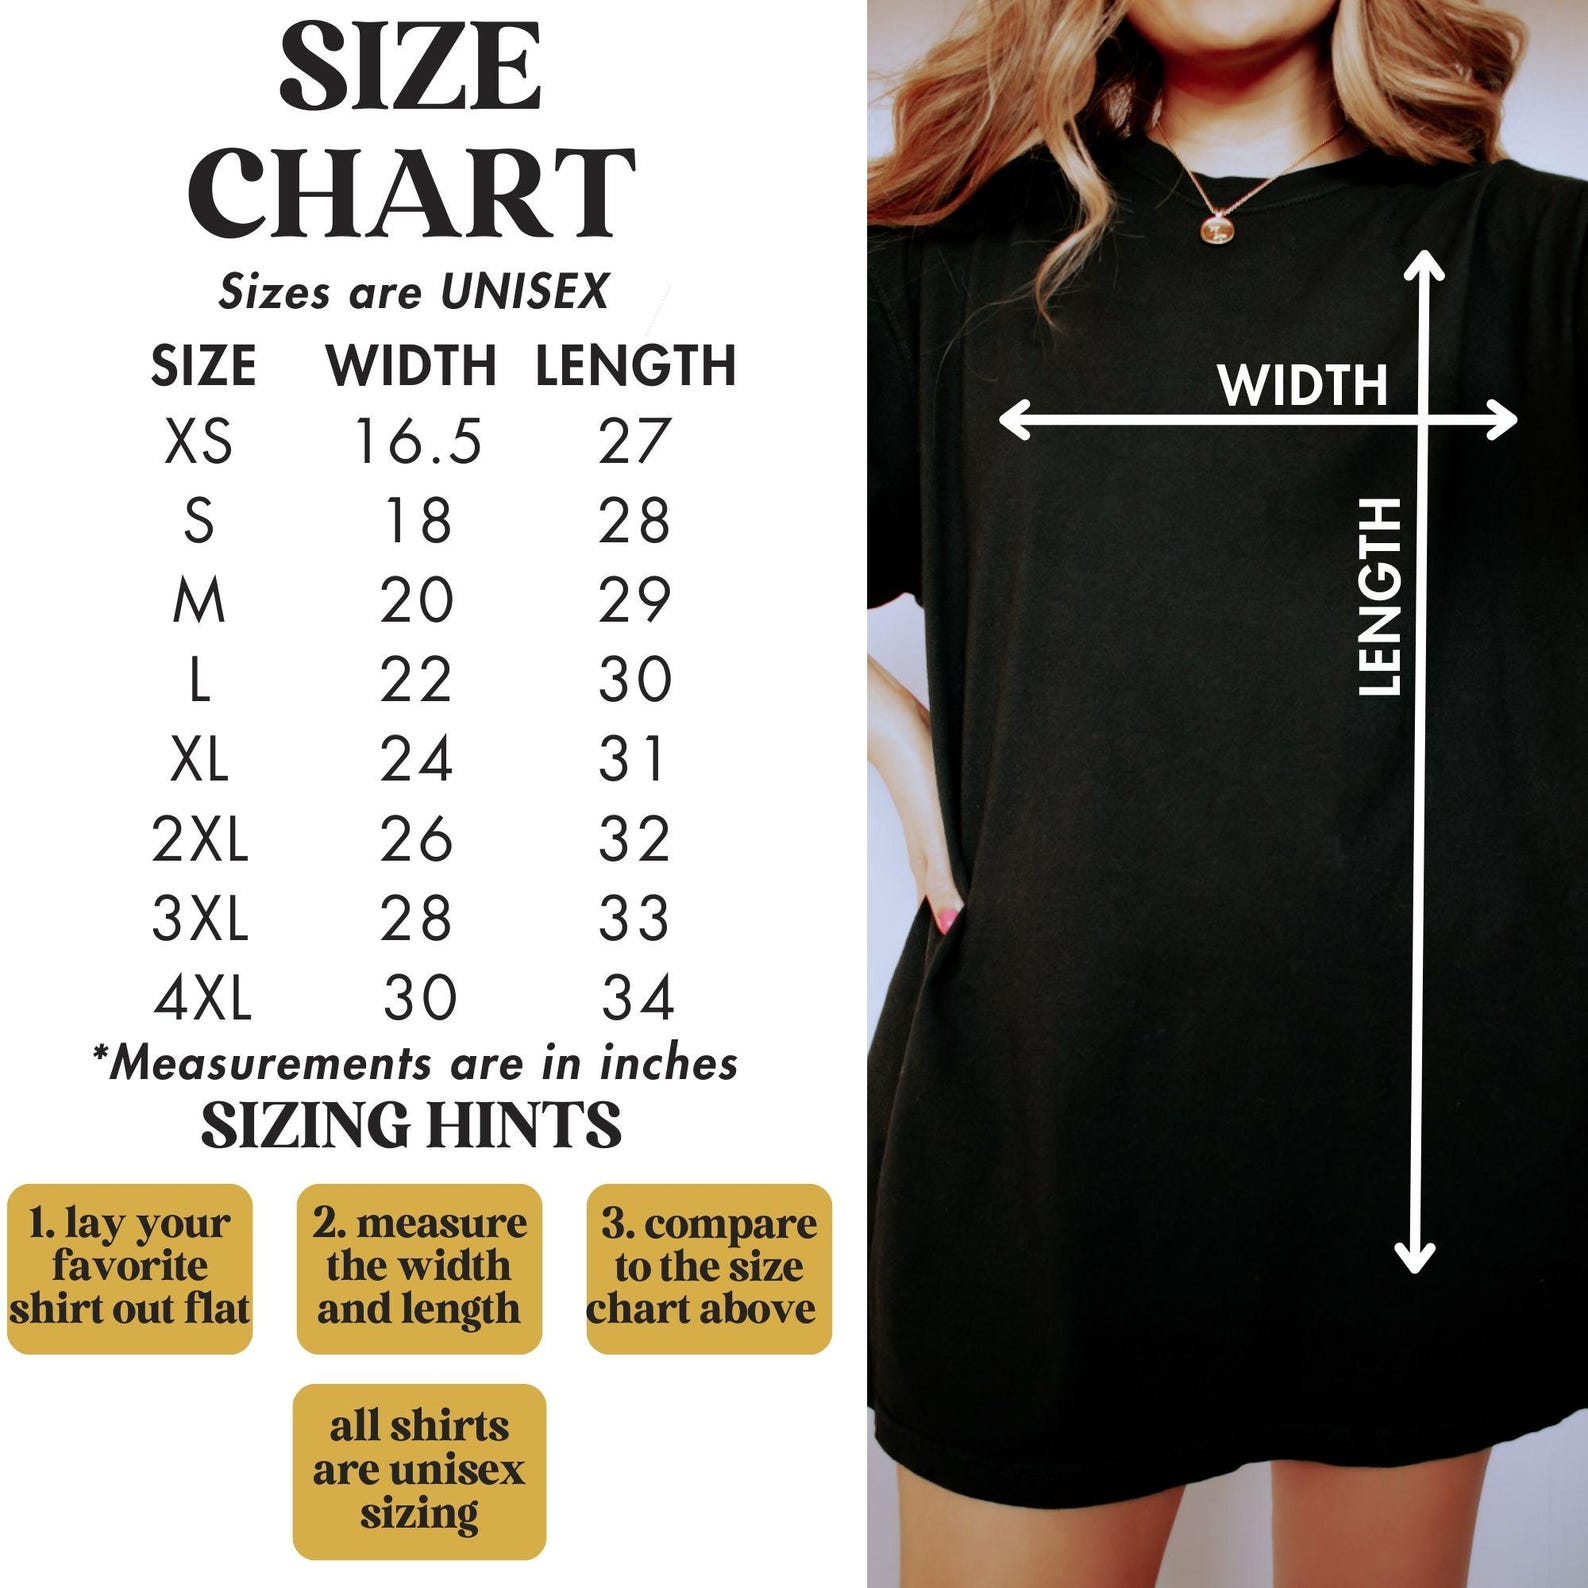 SIZE
CHART
Sizes are UNISEX
SIZE WIDTH LENGTH
XS 16.5 27
S 18 28
M 20 29
L 22 30
XL 24 31
2XL 26 32
3XL 28 33
4XL 30 34
*Measurements are in inches
SIZING HINTS
1. lay your
favorite
shirt out flat
2. measure
the width
and length
3. compare
to the size
chart above
all shirts
are unisex
sizing
WIDTH
LENGTH